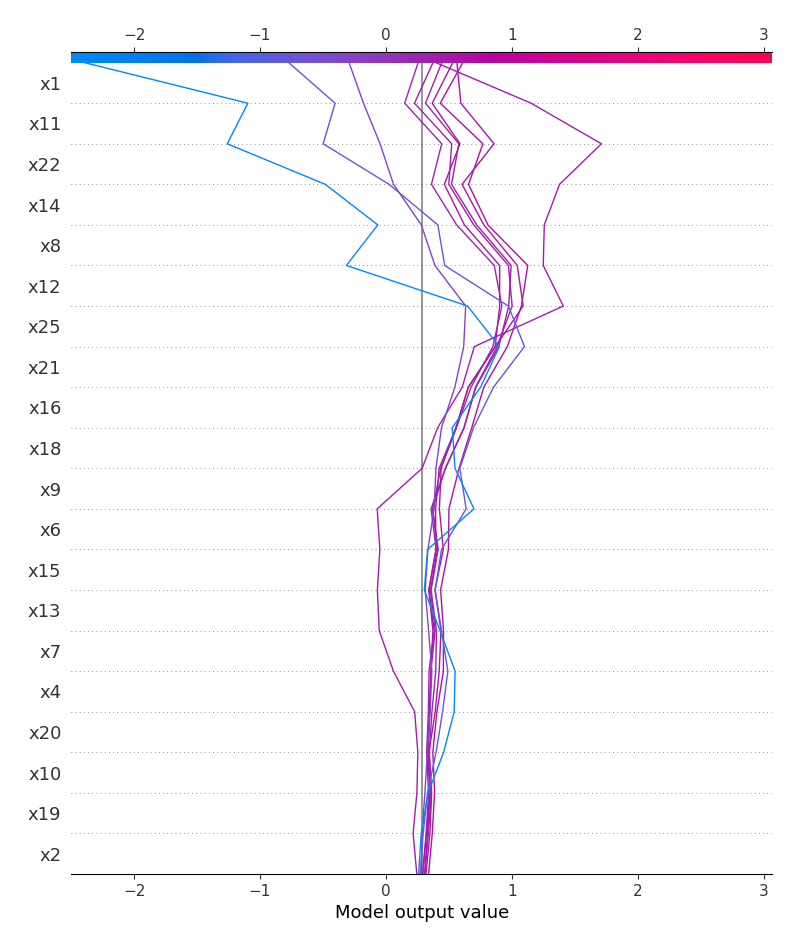 −2 −1 0 1 2 3
x1
x11
x22
x14
x8
x12
x25
x21
x16
x18
x9
x6
x15
x13
x7
x4
x20
x10
x19
x2
−2 −1 0 1 2 3
Model output value